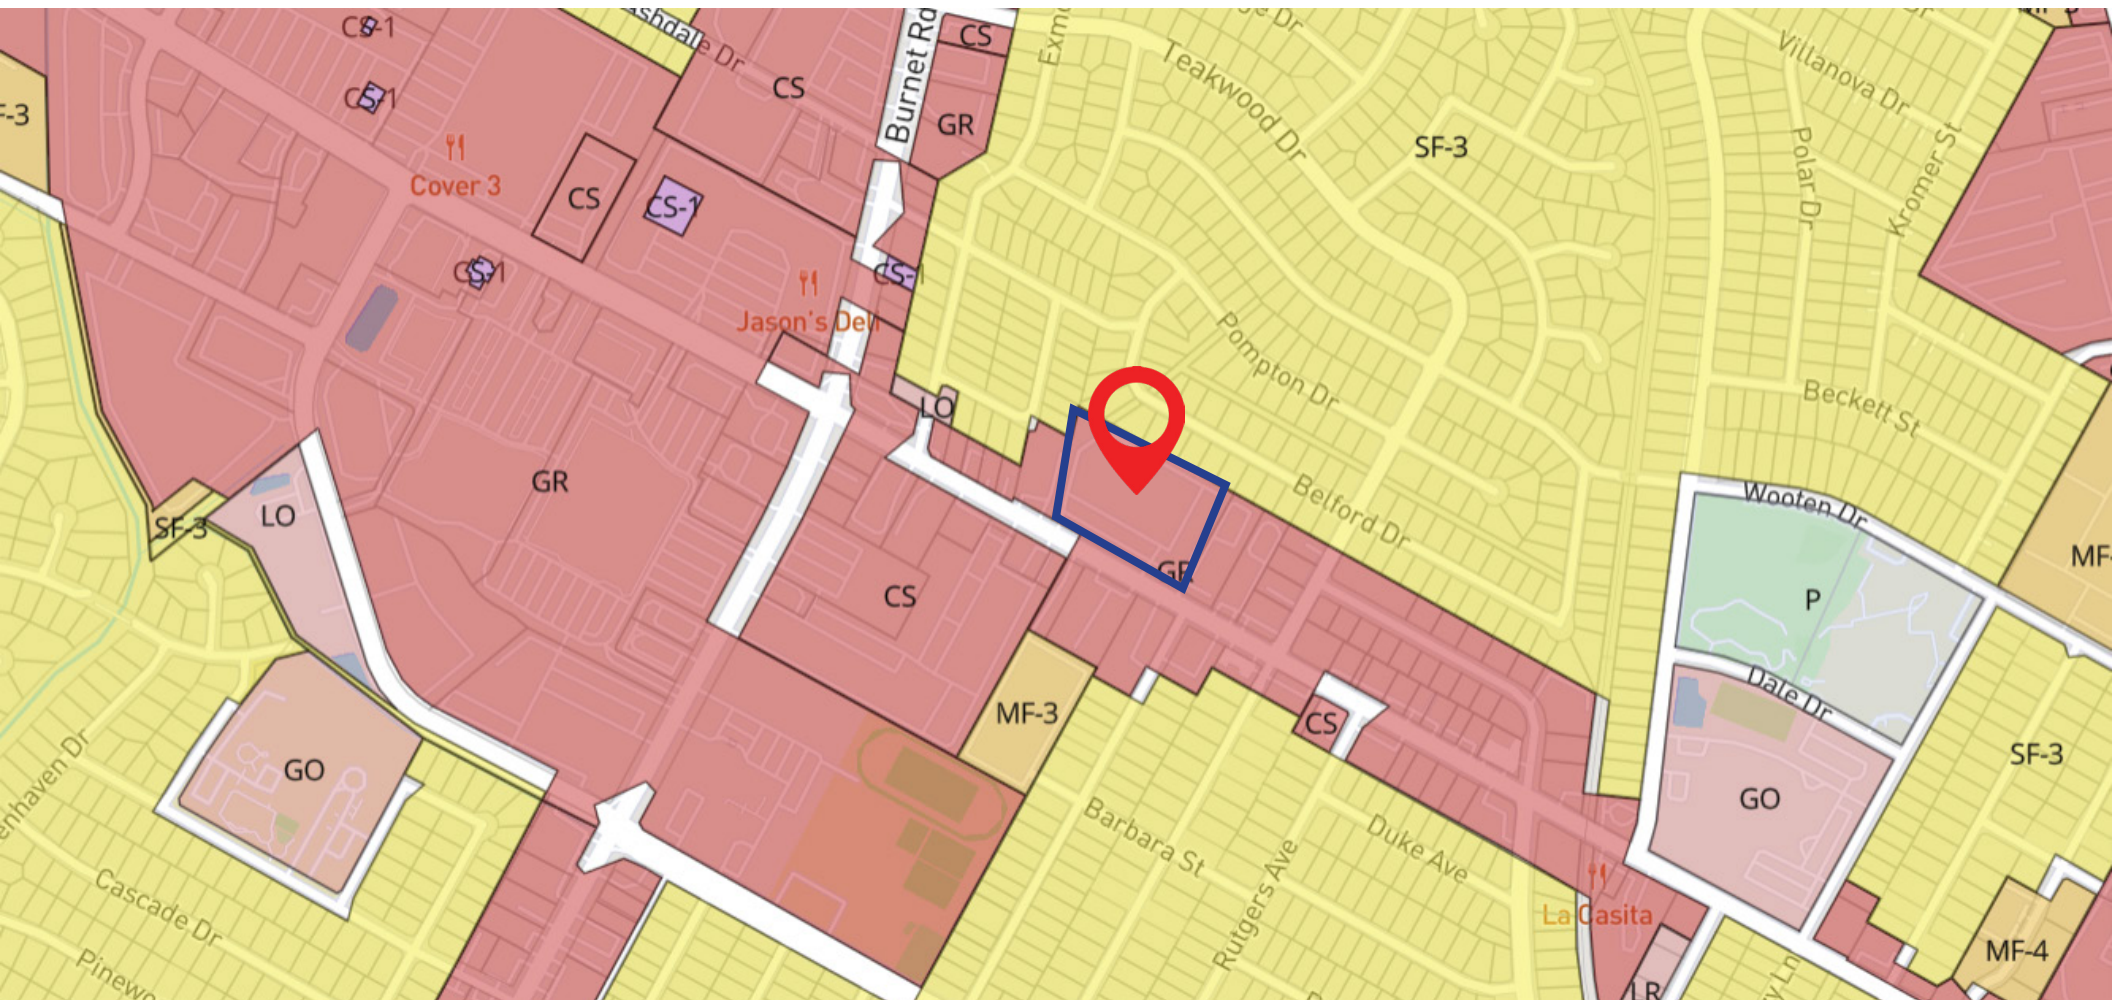 CS-1
CS
Burnet Rd
CS
CS-1
GR
Teakwood Dr
Villanova Dr
SF-3
Polar Dr
Kromer St
Cover 3
CS
CS-1
CS-1
Jason's Deli
Pompton Dr
Beckett St
LO
GR
LO
SF-3
Belford Dr
Wooten Dr
GR
CS
P
MF-3
CS
Dale Dr
SF-3
GO
GO
Barbara St
Duke Ave
Rutgers Ave
La Casita
Cascade Dr
MF-4
LR